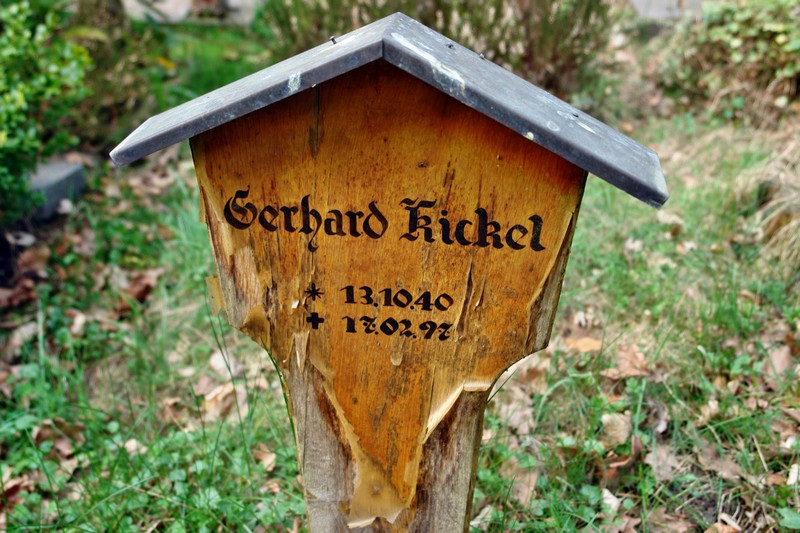 Gerhard Kickel
* 13.10.40
✝ 17.02.97